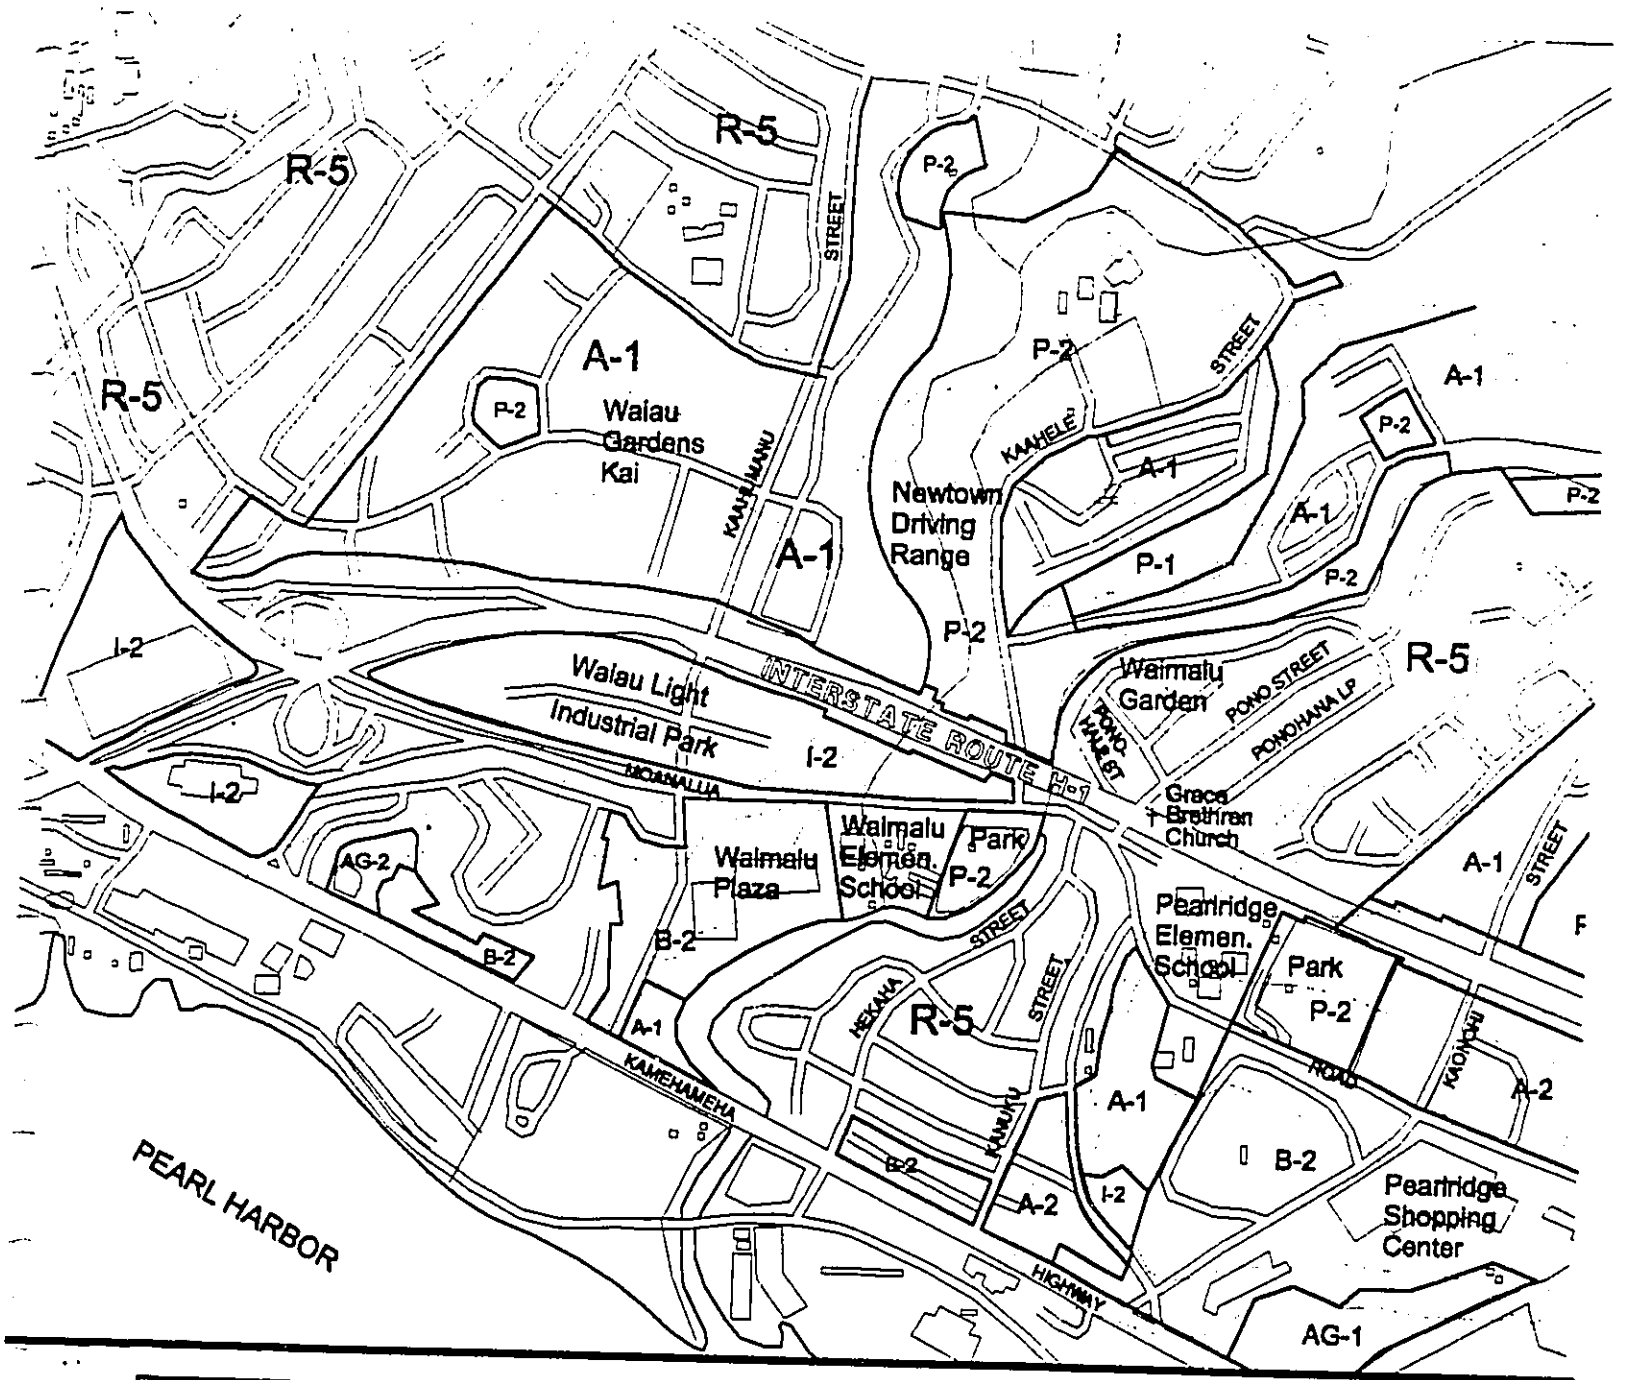 R-5
R-5
P-2
STREET
P-2
STREET
A-1
A-1
R-5
P-2
Waiau
Gardens
Kai
P-2
KAAHELE
KAAHUMANU
A-1
Newtown
Driving
Range
A-1
P-2
A-1
P-1
P-2
I-2
P-2
R-5
Waimalu
Garden
PONO STREET
PONOHANA LP
Waiau Light
Industrial Park
INTERSTATE ROUTE H-1
I-2
MOANALUA
I-2
Grace
Brethren
Church
Waimalu
Elemen.
School
Park
P-2
AG-2
Waimalu
Plaza
A-1
STREET
Pearlridge
Elemen.
School
STREET
B-2
B-2
Park
P-2
STREET
HEKAHA
R-5
A-1
KAONOHI
KAMEHAMEHA
ROAD
A-2
A-1
KANUKU
B-2
B-2
PEARL HARBOR
A-2
I-2
Pearlridge
Shopping
Center
HIGHWAY
AG-1